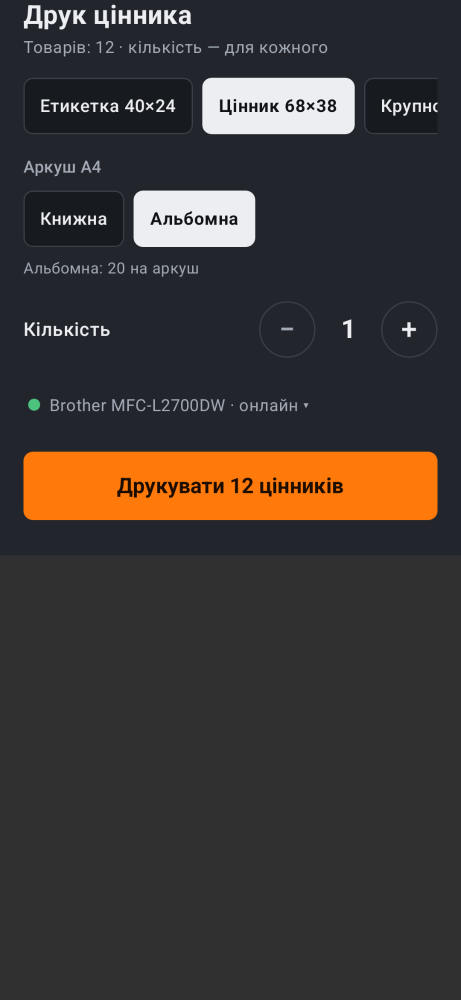 Друк цінника
Товарів: 12 · кількість — для кожного
Етикетка 40×24 Цінник 68×38
Аркуш А4
Книжна Альбомна
Альбомна: 20 на аркуш
Кількість − 1 +
Brother MFC-L2700DW · онлайн ▾
Друкувати 12 цінників